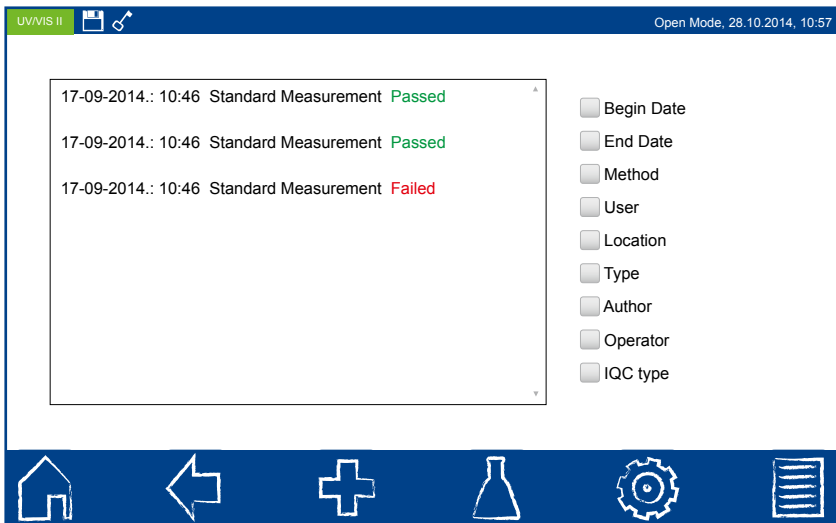 UV/VIS II
Open Mode, 28.10.2014, 10:57
17-09-2014.: 10:46 Standard Measurement Passed
17-09-2014.: 10:46 Standard Measurement Passed
17-09-2014.: 10:46 Standard Measurement Failed
Begin Date
End Date
Method
User
Location
Type
Author
Operator
IQC type